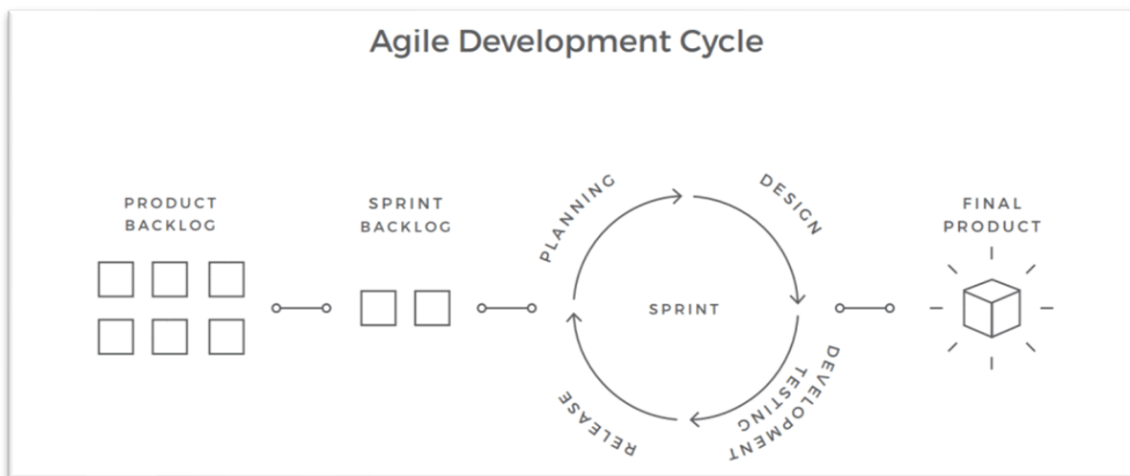 Agile Development Cycle
PRODUCT
BACKLOG
SPRINT
BACKLOG
PLANNING
DESIGN
SPRINT
DEVELOPMENT
TESTING
RELEASE
FINAL
PRODUCT